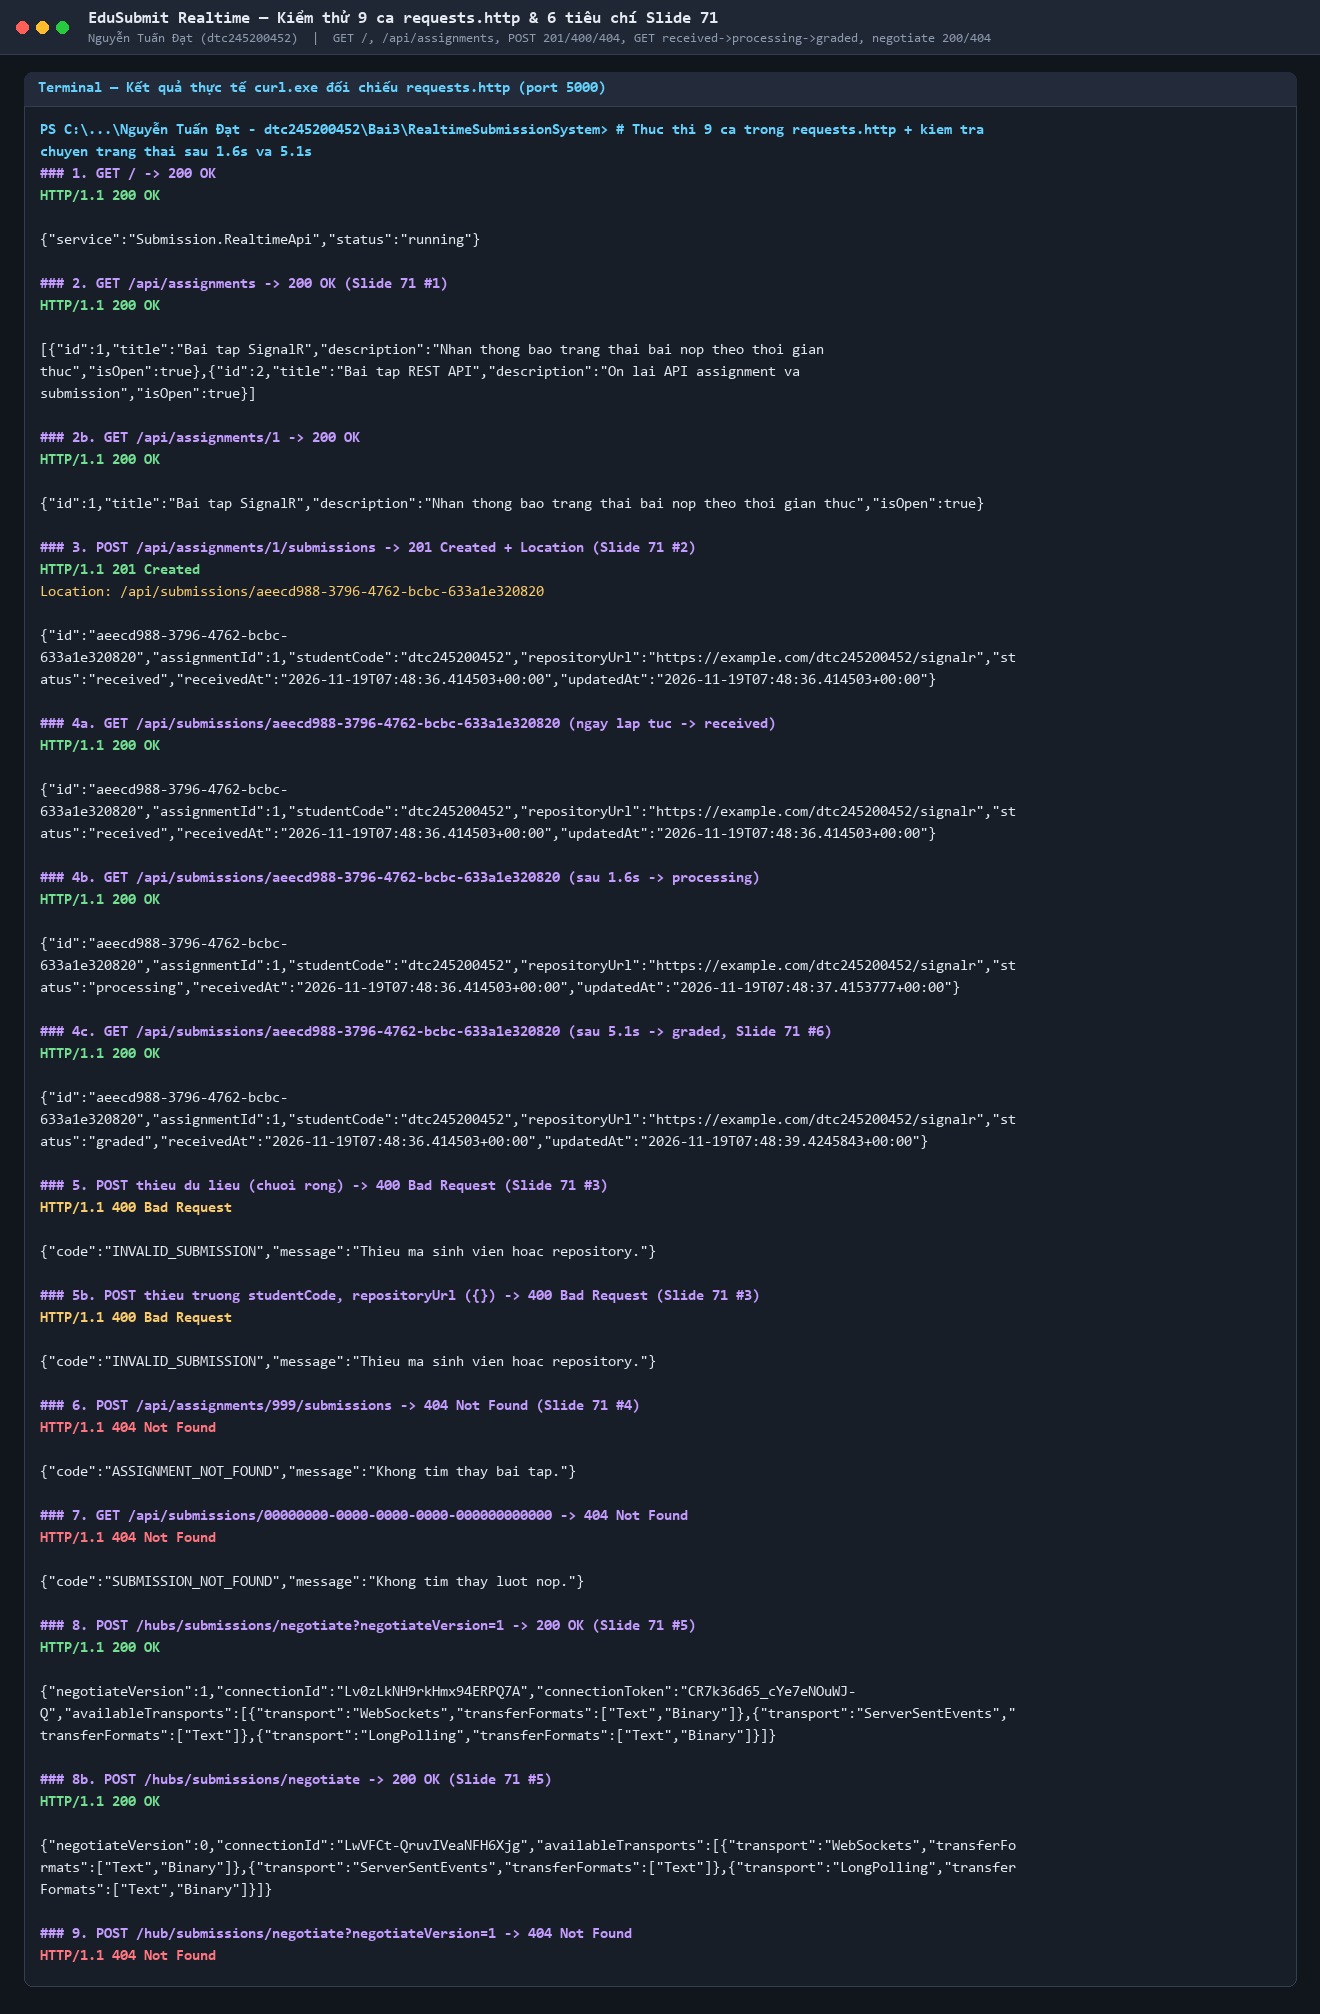 EduSubmit Realtime — Kiểm thử 9 ca requests.http & 6 tiêu chí Slide 71
Nguyễn Tuấn Đạt (dtc245200452)  |  GET /, /api/assignments, POST 201/400/404, GET received->processing->graded, negotiate 200/404
Terminal — Kết quả thực tế curl.exe đối chiếu requests.http (port 5000)
PS C:\...\Nguyễn Tuấn Đạt - dtc245200452\Bai3\RealtimeSubmissionSystem> # Thuc thi 9 ca trong requests.http + kiem tra
chuyen trang thai sau 1.6s va 5.1s
### 1. GET / -> 200 OK
HTTP/1.1 200 OK
{"service":"Submission.RealtimeApi","status":"running"}
### 2. GET /api/assignments -> 200 OK (Slide 71 #1)
HTTP/1.1 200 OK
[{"id":1,"title":"Bai tap SignalR","description":"Nhan thong bao trang thai bai nop theo thoi gian
thuc","isOpen":true},{"id":2,"title":"Bai tap REST API","description":"On lai API assignment va
submission","isOpen":true}]
### 2b. GET /api/assignments/1 -> 200 OK
HTTP/1.1 200 OK
{"id":1,"title":"Bai tap SignalR","description":"Nhan thong bao trang thai bai nop theo thoi gian thuc","isOpen":true}
### 3. POST /api/assignments/1/submissions -> 201 Created + Location (Slide 71 #2)
HTTP/1.1 201 Created
Location: /api/submissions/aeecd988-3796-4762-bcbc-633a1e320820
{"id":"aeecd988-3796-4762-bcbc-
633a1e320820","assignmentId":1,"studentCode":"dtc245200452","repositoryUrl":"https://example.com/dtc245200452/signalr","st
atus":"received","receivedAt":"2026-11-19T07:48:36.414503+00:00","updatedAt":"2026-11-19T07:48:36.414503+00:00"}
### 4a. GET /api/submissions/aeecd988-3796-4762-bcbc-633a1e320820 (ngay lap tuc -> received)
HTTP/1.1 200 OK
{"id":"aeecd988-3796-4762-bcbc-
633a1e320820","assignmentId":1,"studentCode":"dtc245200452","repositoryUrl":"https://example.com/dtc245200452/signalr","st
atus":"received","receivedAt":"2026-11-19T07:48:36.414503+00:00","updatedAt":"2026-11-19T07:48:36.414503+00:00"}
### 4b. GET /api/submissions/aeecd988-3796-4762-bcbc-633a1e320820 (sau 1.6s -> processing)
HTTP/1.1 200 OK
{"id":"aeecd988-3796-4762-bcbc-
633a1e320820","assignmentId":1,"studentCode":"dtc245200452","repositoryUrl":"https://example.com/dtc245200452/signalr","st
atus":"processing","receivedAt":"2026-11-19T07:48:36.414503+00:00","updatedAt":"2026-11-19T07:48:37.4153777+00:00"}
### 4c. GET /api/submissions/aeecd988-3796-4762-bcbc-633a1e320820 (sau 5.1s -> graded, Slide 71 #6)
HTTP/1.1 200 OK
{"id":"aeecd988-3796-4762-bcbc-
633a1e320820","assignmentId":1,"studentCode":"dtc245200452","repositoryUrl":"https://example.com/dtc245200452/signalr","st
atus":"graded","receivedAt":"2026-11-19T07:48:36.414503+00:00","updatedAt":"2026-11-19T07:48:39.4245843+00:00"}
### 5. POST thieu du lieu (chuoi rong) -> 400 Bad Request (Slide 71 #3)
HTTP/1.1 400 Bad Request
{"code":"INVALID_SUBMISSION","message":"Thieu ma sinh vien hoac repository."}
### 5b. POST thieu truong studentCode, repositoryUrl ({}) -> 400 Bad Request (Slide 71 #3)
HTTP/1.1 400 Bad Request
{"code":"INVALID_SUBMISSION","message":"Thieu ma sinh vien hoac repository."}
### 6. POST /api/assignments/999/submissions -> 404 Not Found (Slide 71 #4)
HTTP/1.1 404 Not Found
{"code":"ASSIGNMENT_NOT_FOUND","message":"Khong tim thay bai tap."}
### 7. GET /api/submissions/00000000-0000-0000-0000-000000000000 -> 404 Not Found
HTTP/1.1 404 Not Found
{"code":"SUBMISSION_NOT_FOUND","message":"Khong tim thay luot nop."}
### 8. POST /hubs/submissions/negotiate?negotiateVersion=1 -> 200 OK (Slide 71 #5)
HTTP/1.1 200 OK
{"negotiateVersion":1,"connectionId":"Lv0zLkNH9rkHmx94ERPQ7A","connectionToken":"CR7k36d65_cYe7eNOuWJ-
Q","availableTransports":[{"transport":"WebSockets","transferFormats":["Text","Binary"]},{"transport":"ServerSentEvents","
transferFormats":["Text"]},{"transport":"LongPolling","transferFormats":["Text","Binary"]}]}
### 8b. POST /hubs/submissions/negotiate -> 200 OK (Slide 71 #5)
HTTP/1.1 200 OK
{"negotiateVersion":0,"connectionId":"LwVFCt-QruvIVeaNFH6Xjg","availableTransports":[{"transport":"WebSockets","transferFo
rmats":["Text","Binary"]},{"transport":"ServerSentEvents","transferFormats":["Text"]},{"transport":"LongPolling","transfer
Formats":["Text","Binary"]}]}
### 9. POST /hub/submissions/negotiate?negotiateVersion=1 -> 404 Not Found
HTTP/1.1 404 Not Found